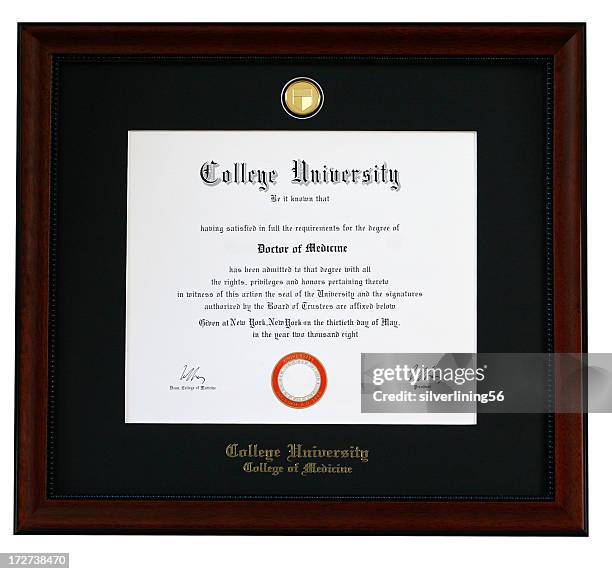 College University
Be it known that
having satisfied in full the requirements for the degree of
Doctor of Medicine
has been admitted to that degree with all
the rights, privileges and honors pertaining thereto
in witness of this action the seal of the University and the signatures
authorized by the Board of Trustees are affixed below
Given at New York, New York on the thirtieth day of May,
in the year two thousand eight
Dean, College of Medicine
President
gettyimages
silverlining56
College University
College of Medicine
172738470